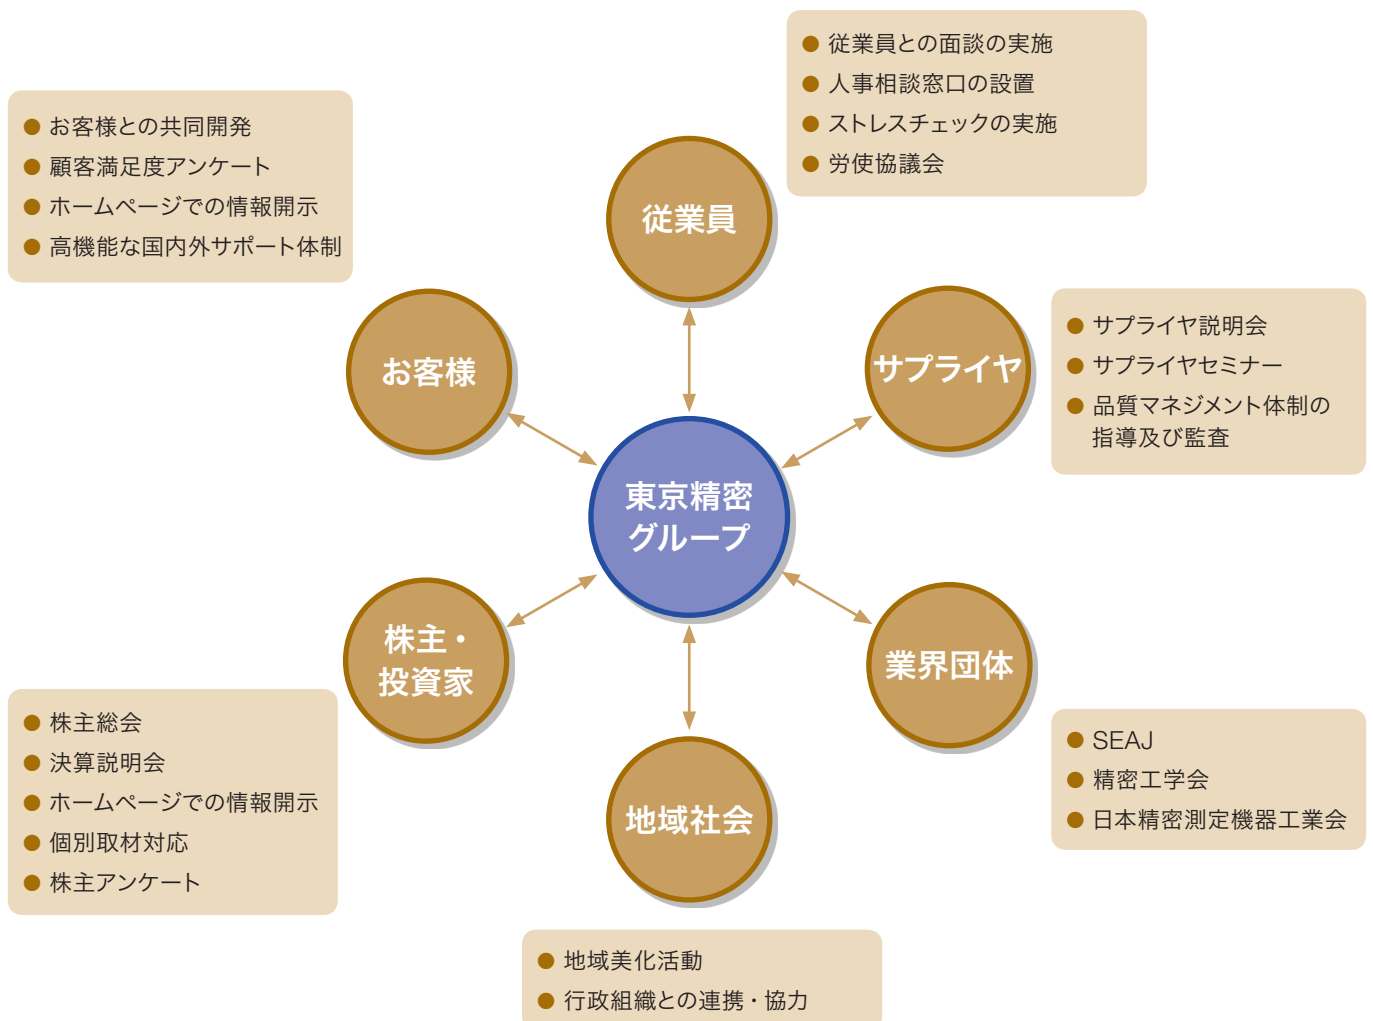 従業員との面談の実施
人事相談窓口の設置
ストレスチェックの実施
労使協議会
お客様との共同開発
顧客満足度アンケート
ホームページでの情報開示
高機能な国内外サポート体制
従業員
お客様
サプライヤ
サプライヤ説明会
サプライヤセミナー
品質マネジメント体制の
指導及び監査
東京精密
グループ
株主・
投資家
業界団体
株主総会
決算説明会
ホームページでの情報開示
個別取材対応
株主アンケート
地域社会
SEAJ
精密工学会
日本精密測定機器工業会
地域美化活動
行政組織との連携・協力